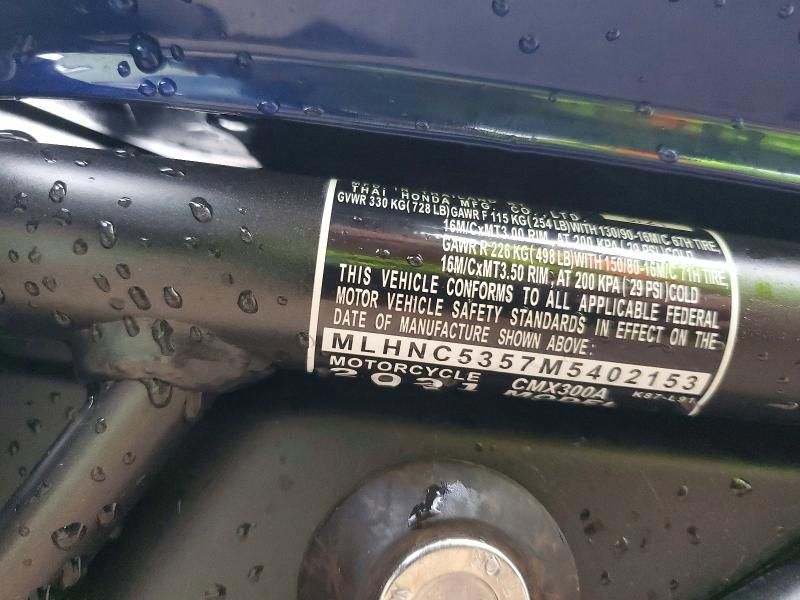 THAI HONDA MFG. CO., LTD.
GVWR 330 KG(728 LB)GAWR F 115 KG(254 LB)WITH 130/90-16M/C 67H TIRE
16M/CxMT3.00 RIM, AT 200 KPA(29 PSI)COLD
GAWR R 226 KG(498 LB)WITH 150/80-16M/C 71H TIRE
16M/CxMT3.50 RIM, AT 200 KPA(29 PSI)COLD
THIS VEHICLE CONFORMS TO ALL APPLICABLE FEDERAL
MOTOR VEHICLE SAFETY STANDARDS IN EFFECT ON THE
DATE OF MANUFACTURE SHOWN ABOVE:
MLHNC5357M5402153
MOTORCYCLE CMX300A K87-L91
MODEL